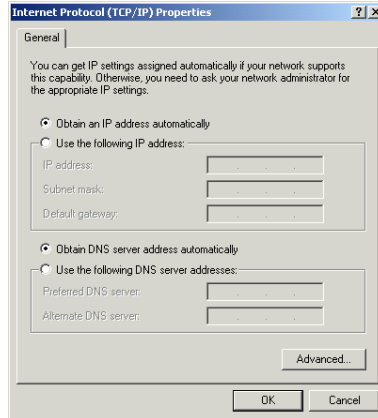 Internet Protocol (TCP/IP) Properties
General
You can get IP settings assigned automatically if your network supports
this capability. Otherwise, you need to ask your network administrator for
the appropriate IP settings.
Obtain an IP address automatically
Use the following IP address:
IP address:
Subnet mask:
Default gateway:
Obtain DNS server address automatically
Use the following DNS server addresses:
Preferred DNS server:
Alternate DNS server:
Advanced...
OK Cancel